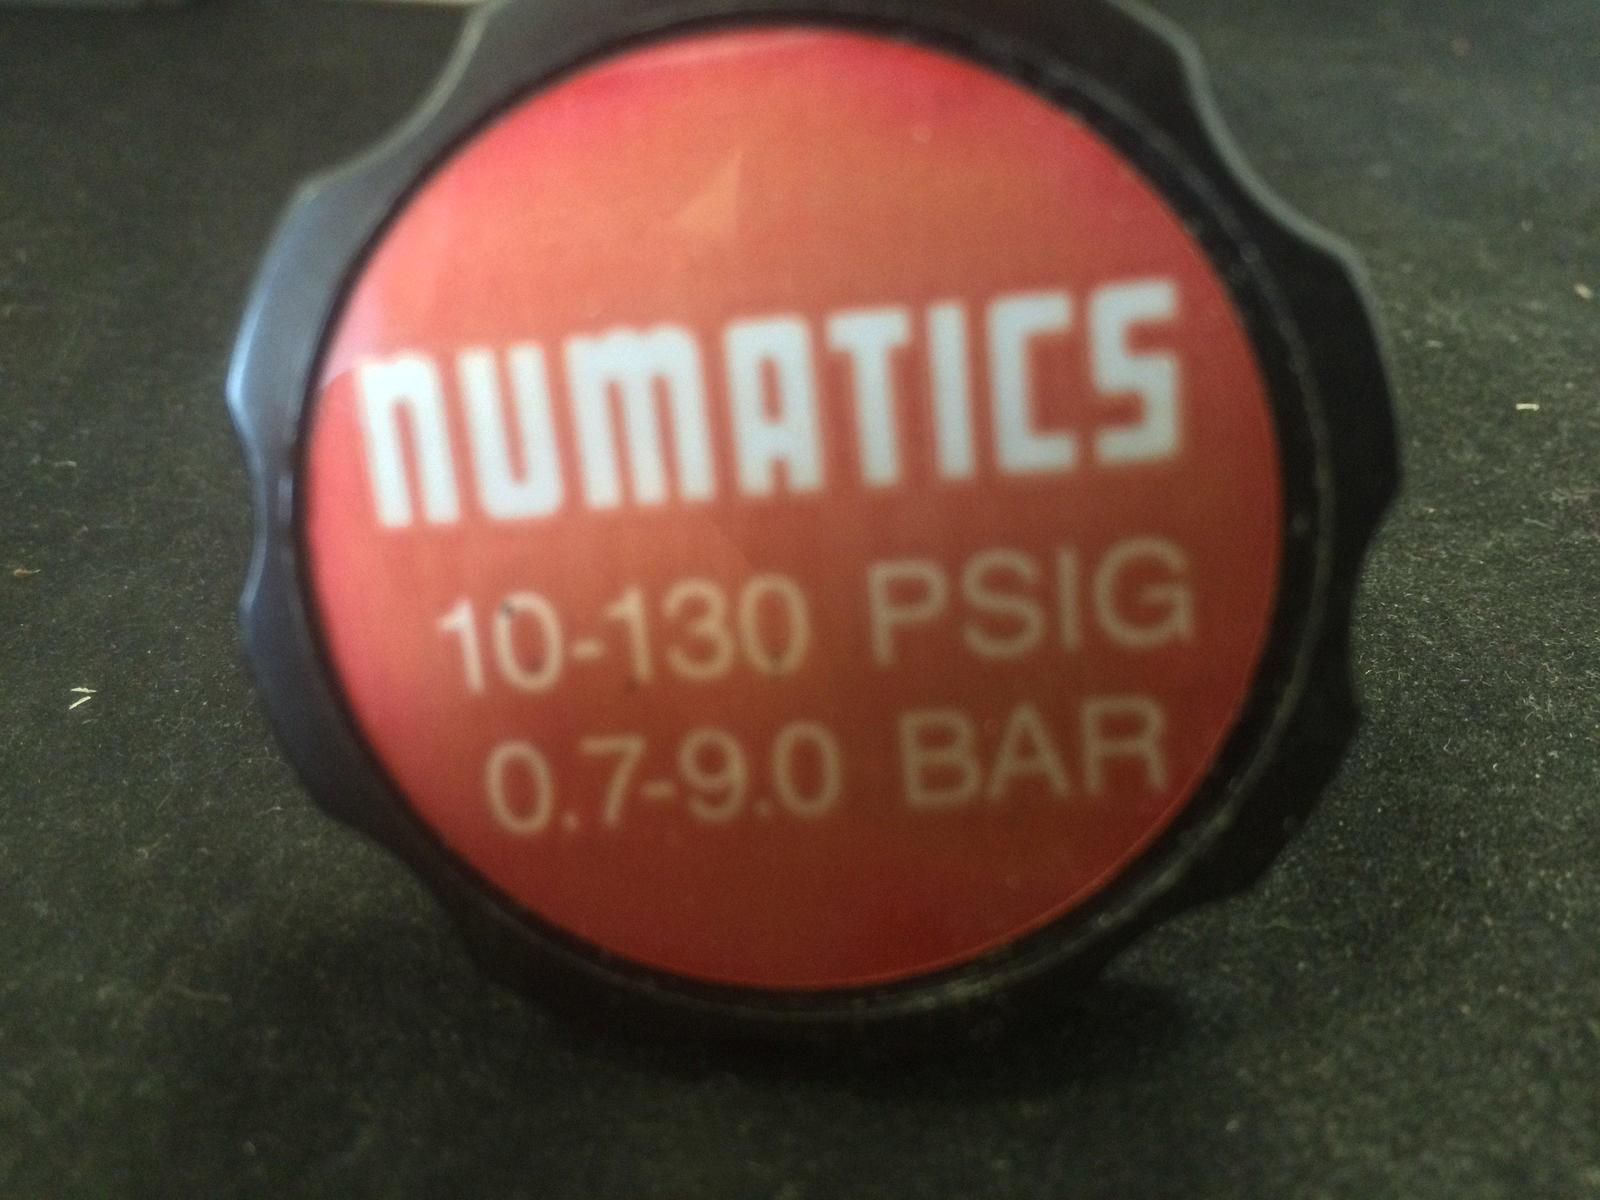 NUMATICS
10-130 PSIG
0.7-9.0 BAR